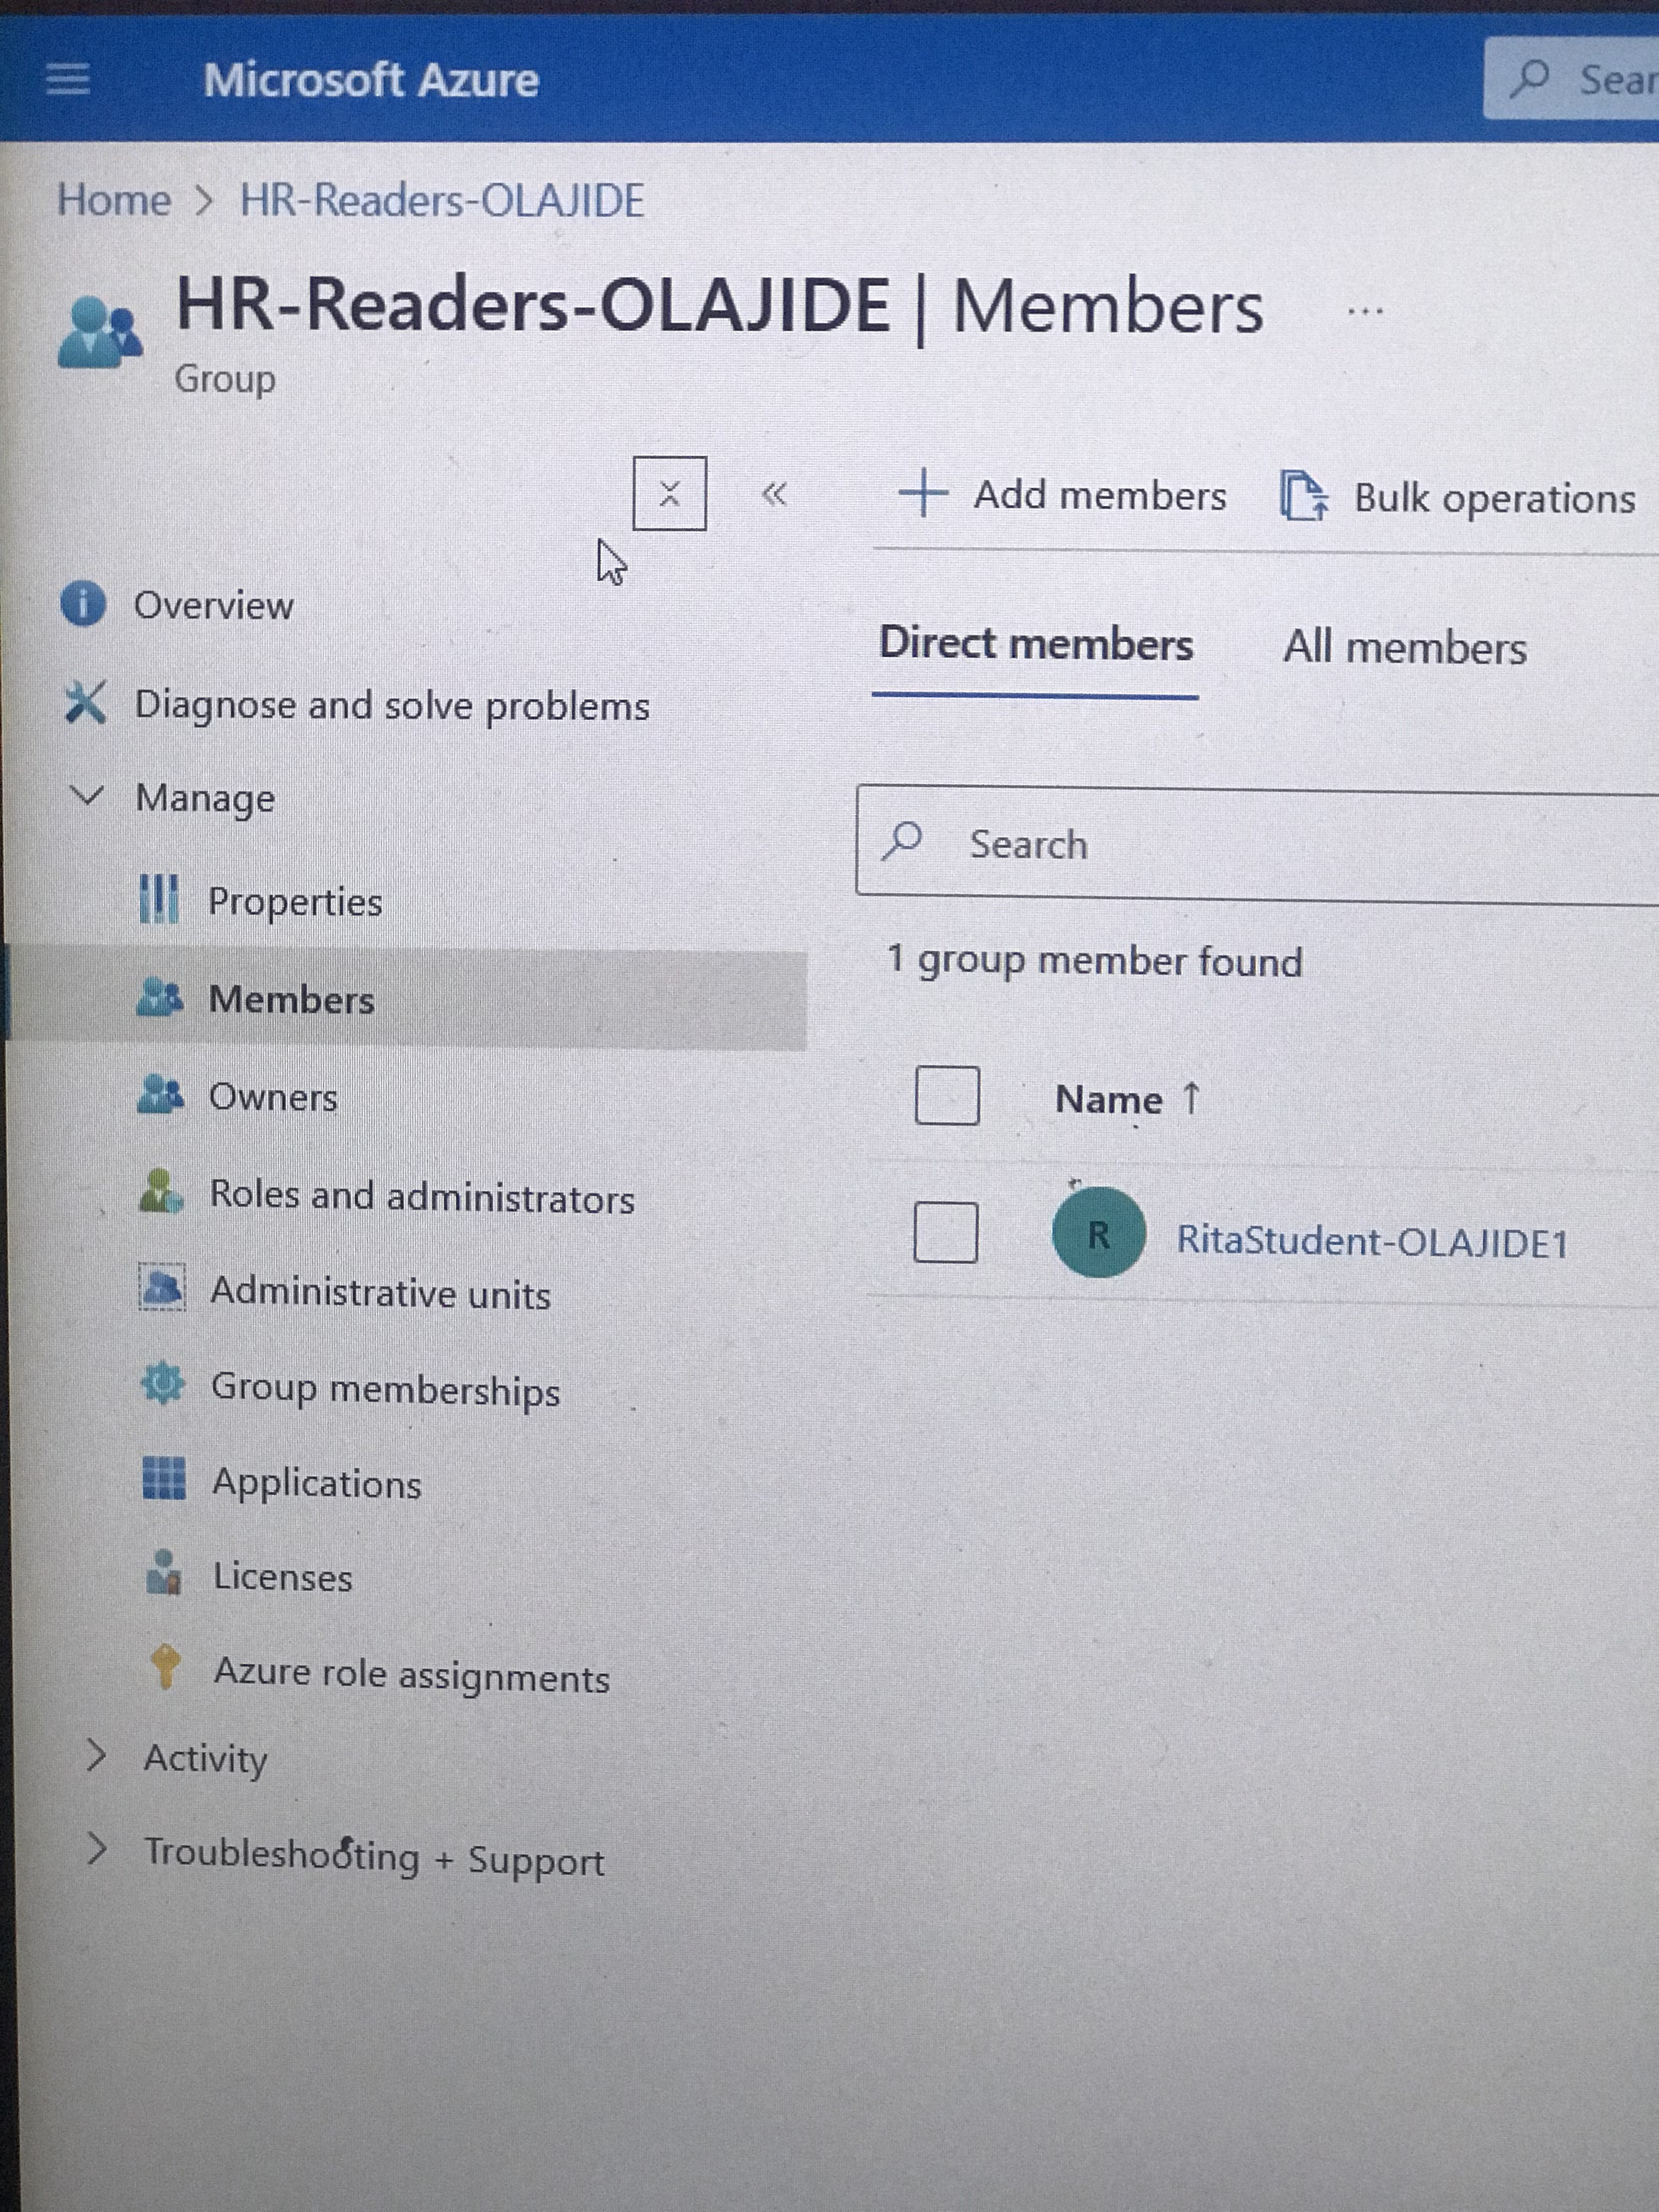 Microsoft Azure
Home > HR-Readers-OLAJIDE
HR-Readers-OLAJIDE | Members ...
Group
Add members
Bulk operations
Overview
Diagnose and solve problems
Manage
Properties
Members
Owners
Roles and administrators
Administrative units
Group memberships
Applications
Licenses
Azure role assignments
Activity
Troubleshooting + Support
Direct members
All members
Search
1 group member found
Name ↑
R RitaStudent-OLAJIDE1